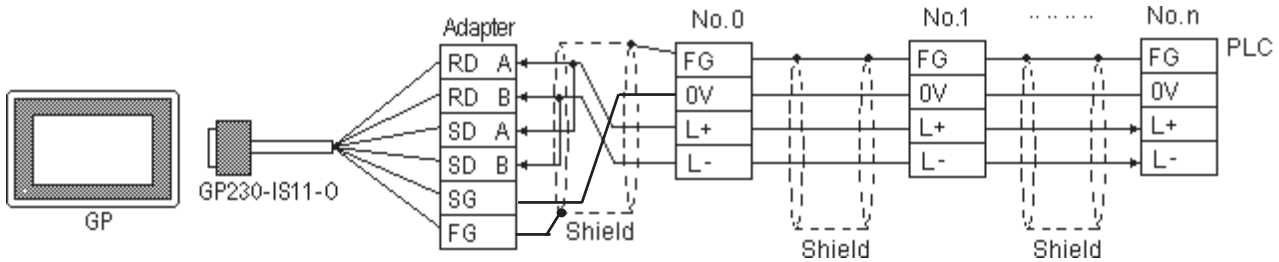 Adapter
No.0
No.1
No.n
PLC
RD A
RD B
SD A
SD B
SG
FG
FG
0V
L+
L-
FG
0V
L+
L-
FG
0V
L+
L-
GP
GP230-IS11-O
Shield
Shield
Shield